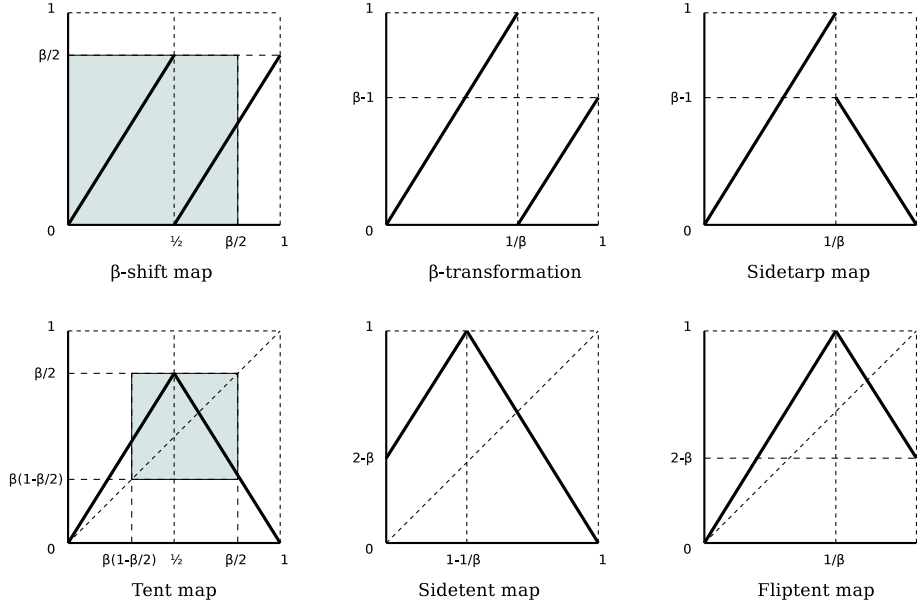 1
β/2
0
½
β/2
1
β-shift map
1
β-1
0
1/β
1
β-transformation
1
β-1
0
1/β
Sidetarp map
1
β/2
β(1-β/2)
0
β(1-β/2)
½
β/2
1
Tent map
1
2-β
0
1-1/β
1
Sidetent map
1
2-β
0
1/β
Fliptent map